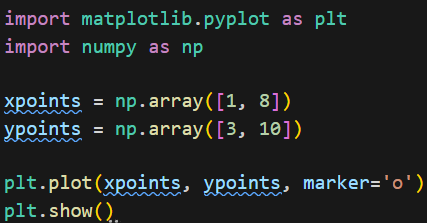 import matplotlib.pyplot as plt
import numpy as np
xpoints = np.array([1, 8])
ypoints = np.array([3, 10])
plt.plot(xpoints, ypoints, marker='o')
plt.show()